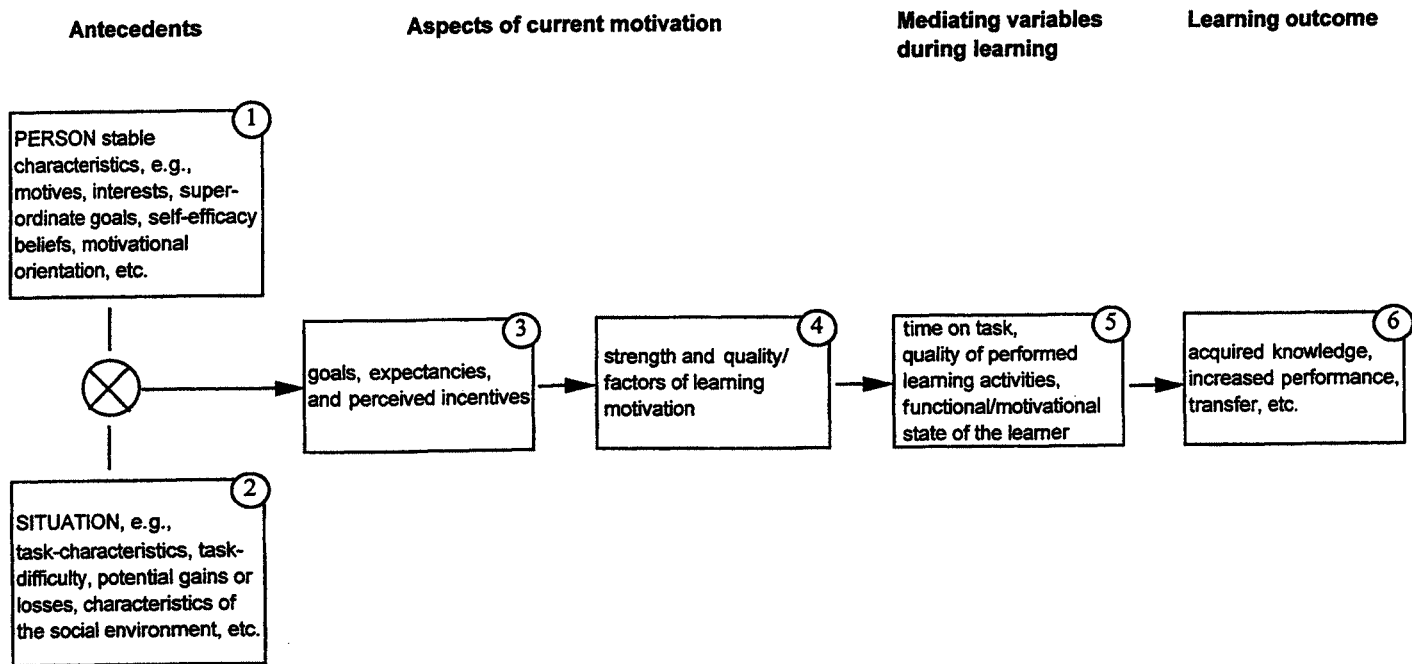 Antecedents
Aspects of current motivation
Mediating variables
during learning
Learning outcome
1
PERSON stable
characteristics, e.g.,
motives, interests, super-
ordinate goals, self-efficacy
beliefs, motivational
orientation, etc.
2
SITUATION, e.g.,
task-characteristics, task-
difficulty, potential gains or
losses, characteristics of
the social environment, etc.
3
goals, expectancies,
and perceived incentives
4
strength and quality/
factors of learning
motivation
5
time on task,
quality of performed
learning activities,
functional/motivational
state of the learner
6
acquired knowledge,
increased performance,
transfer, etc.